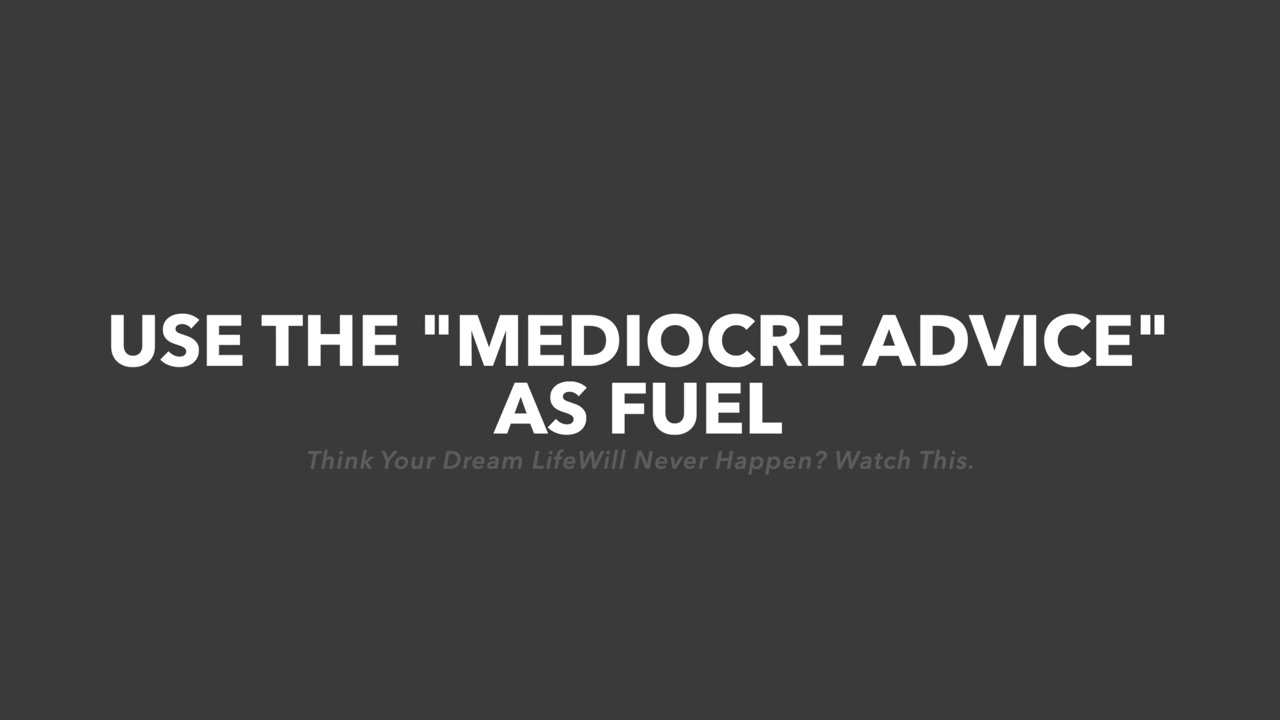 USE THE "MEDIOCRE ADVICE"
AS FUEL
Think Your Dream LifeWill Never Happen? Watch This.